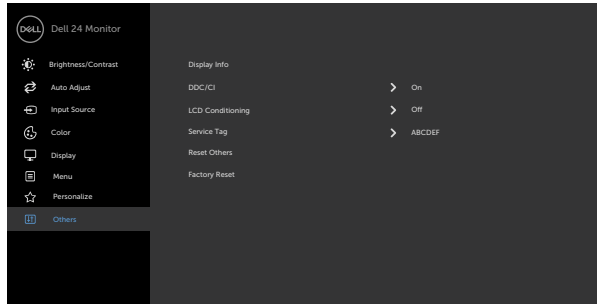 DELL Dell 24 Monitor
Brightness/Contrast
Auto Adjust
Input Source
Color
Display
Menu
Personalize
Others
Display Info
DDC/CI > On
LCD Conditioning > Off
Service Tag > ABCDEF
Reset Others
Factory Reset